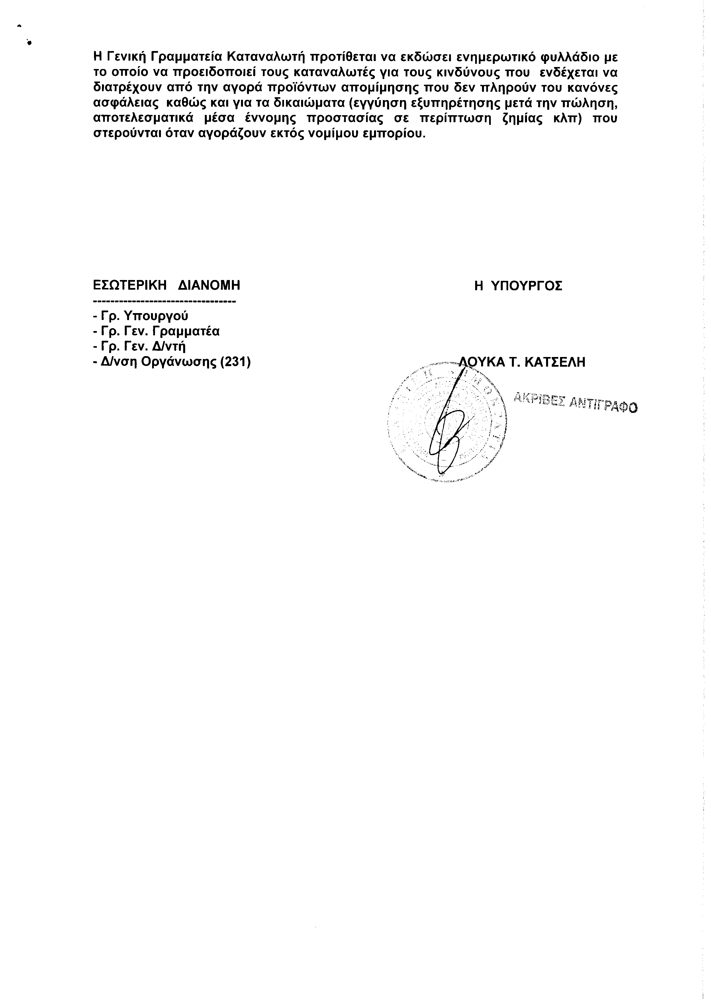 Η Γενική Γραμματεία Καταναλωτή προτίθεται να εκδώσει ενημερωτικό φυλλάδιο με
το οποίο να προειδοποιεί τους καταναλωτές για τους κινδύνους που ενδέχεται να
διατρέχουν από την αγορά προϊόντων απομίμησης που δεν πληρούν του κανόνες
ασφάλειας καθώς και για τα δικαιώματα (εγγύηση εξυπηρέτησης μετά την πώληση,
αποτελεσματικά μέσα έννομης προστασίας σε περίπτωση ζημίας κλπ) που
στερούνται όταν αγοράζουν εκτός νομίμου εμπορίου.
ΕΣΩΤΕΡΙΚΗ ΔΙΑΝΟΜΗ
---------------------------------
- Γρ. Υπουργού
- Γρ. Γεν. Γραμματέα
- Γρ. Γεν. Δ/ντή
- Δ/νση Οργάνωσης (231)
Η ΥΠΟΥΡΓΟΣ
ΛΟΥΚΑ Τ. ΚΑΤΣΕΛΗ
ΑΚΡΙΒΕΣ ΑΝΤΙΓΡΑΦΟ